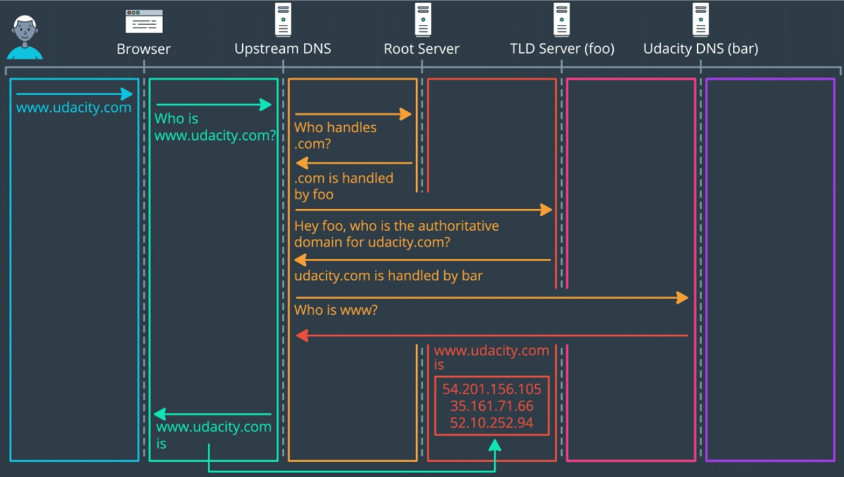 Browser
Upstream DNS
Root Server
TLD Server (foo)
Udacity DNS (bar)
www.udacity.com
Who is
www.udacity.com?
Who handles
.com?
.com is handled
by foo
Hey foo, who is the authoritative
domain for udacity.com?
udacity.com is handled by bar
Who is www?
www.udacity.com
is
54.201.156.105
35.161.71.66
52.10.252.94
www.udacity.com
is